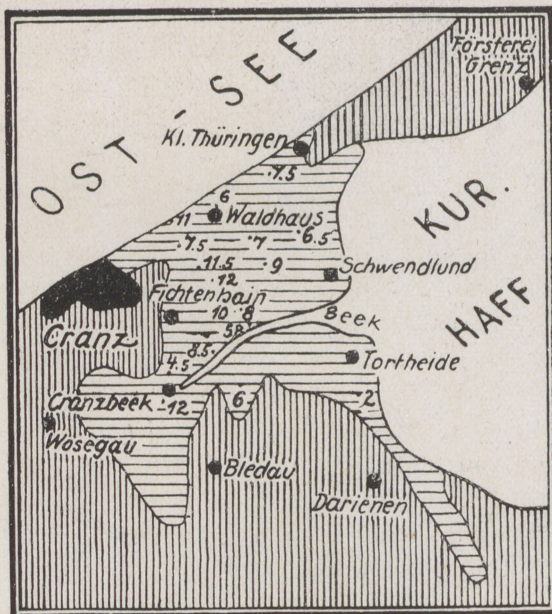 OST-SEE
Försterei
Grenz
Kl. Thüringen
7.5
6
Waldhaus
11
6.5
7.5
7
KUR.
HAFF
11.5
9
12
Schwendlund
Fichtenhain
10 8
Beek
Cranz
58
8.5
4.5
Tortheide
Cranzbeek
12
6
2
Wosegau
Bledau
Darienen